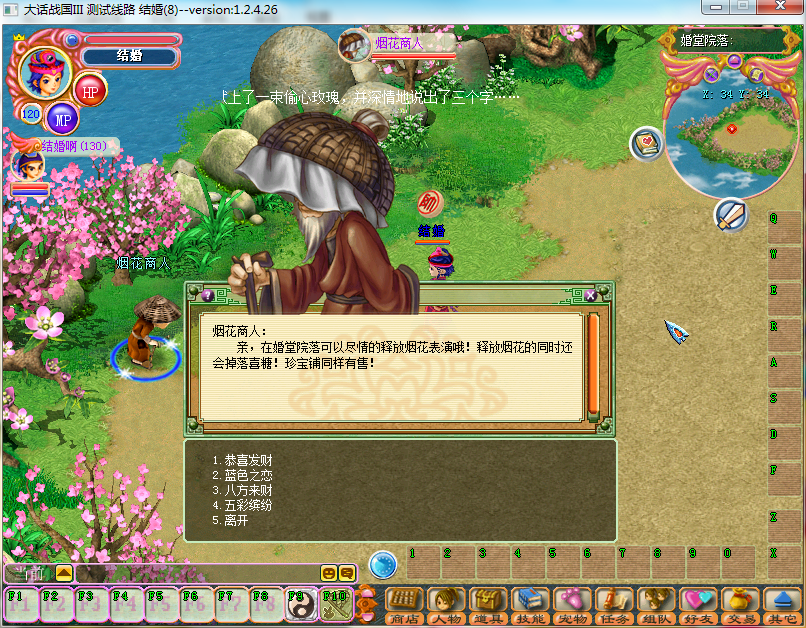 大话战国III 测试线路 结婚(8)--version:1.2.4.26
结婚
HP
120
MP
结婚啊(130)
烟花商人
上了一束偷心玫瑰，并深情地说出了三个字……
婚堂院落:
X: 34 Y: 34
结婚
烟花商人
烟花商人:
亲，在婚堂院落可以尽情的释放烟花表演哦！释放烟花的同时还
会掉落喜糖！珍宝铺同样有售！
1.恭喜发财
2.蓝色之恋
3.八方来财
4.五彩缤纷
5.离开
Q
W
E
R
A
S
D
F
Z
X
当前
1 2 3 4 5 6 7 8 9 0
F1 F2 F3 F4 F5 F6 F7 F8 F9 F10
商店 人物 道具 技能 宠物 任务 组队 好友 交易 其它